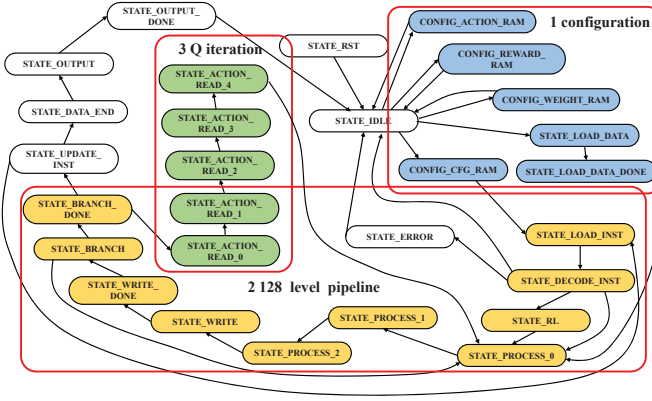 STATE_OUTPUT_
DONE
CONFIG_ACTION_RAM
1 configuration
3 Q iteration
STATE_RST
STATE_OUTPUT
CONFIG_REWARD_
RAM
STATE_ACTION_
READ_4
CONFIG_WEIGHT_RAM
STATE_DATA_END
STATE_ACTION_
READ_3
STATE_IDLE
STATE_LOAD_DATA
STATE_UPDATE_
INST
STATE_ACTION_
READ_2
CONFIG_CFG_RAM
STATE_LOAD_DATA_DONE
STATE_BRANCH_
DONE
STATE_ACTION_
READ_1
STATE_LOAD_INST
STATE_BRANCH
STATE_ACTION_
READ_0
STATE_ERROR
STATE_WRITE_
DONE
2 128 level pipeline
STATE_DECODE_INST
STATE_WRITE
STATE_PROCESS_1
STATE_RL
STATE_PROCESS_2
STATE_PROCESS_0